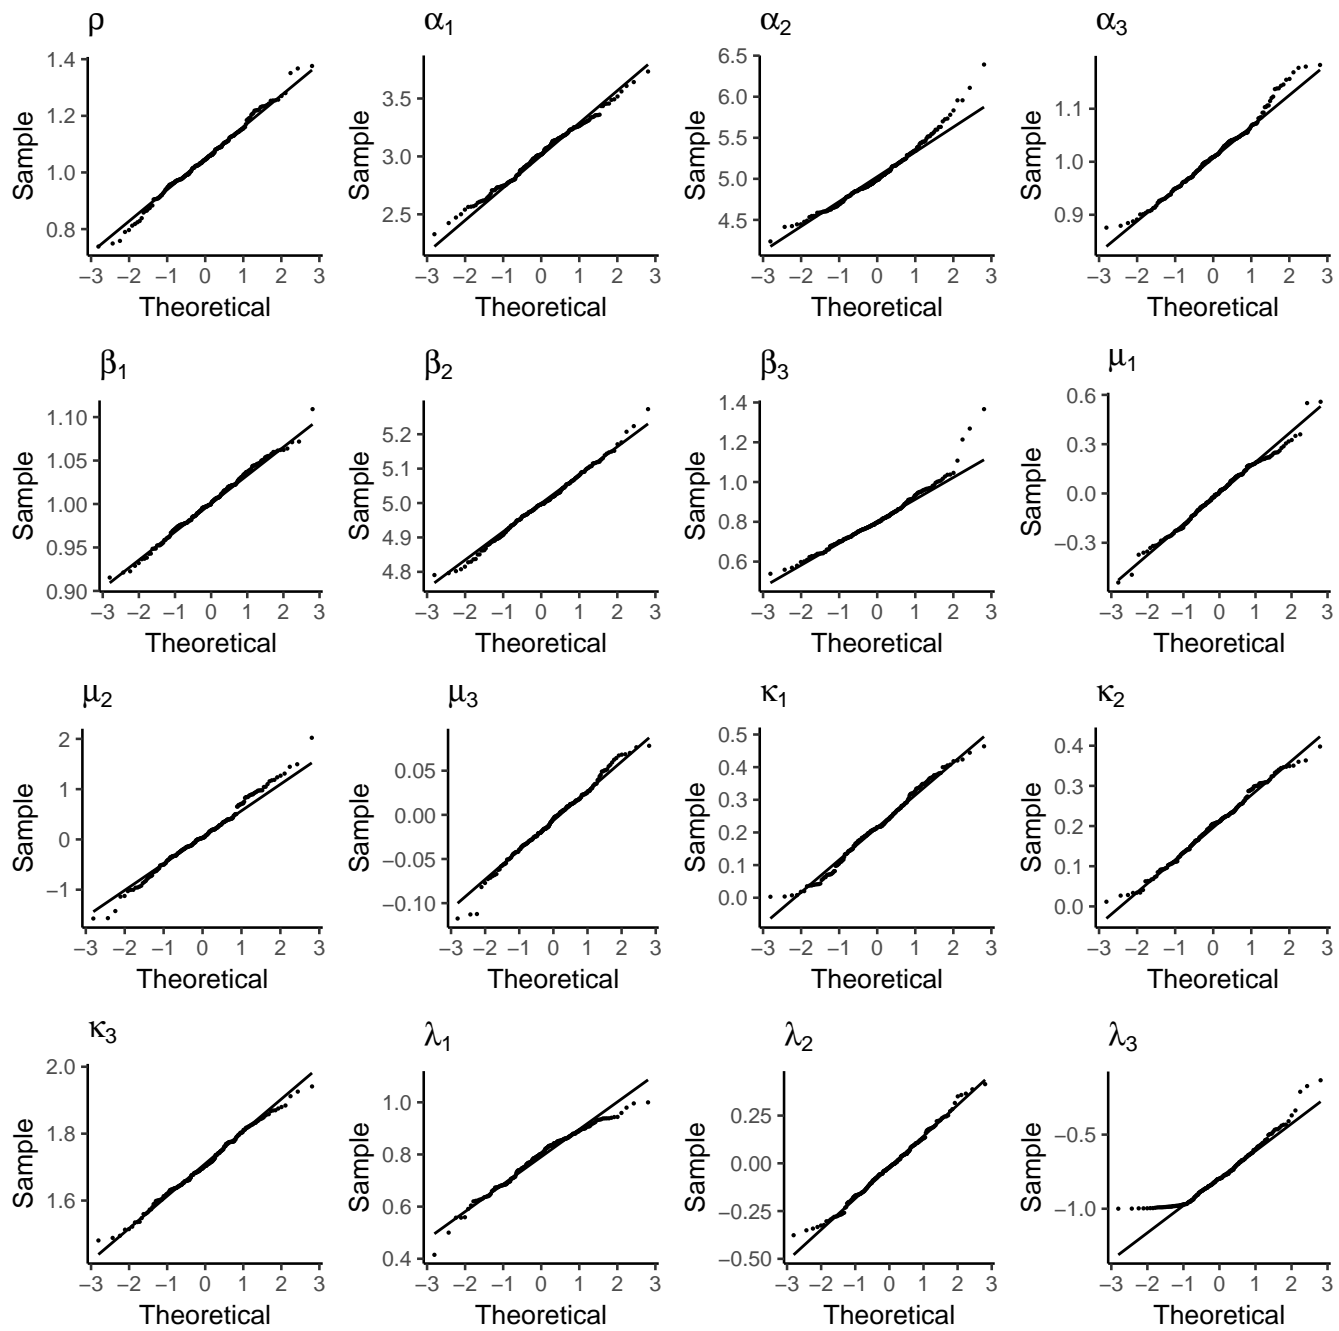 ρ α₁ α₂ α₃
1.4 1.2 1.0 0.8
Sample
−3 −2 −1 0 1 2 3
Theoretical
3.5 3.0 2.5
Sample
−3 −2 −1 0 1 2 3
Theoretical
6.5 6.0 5.5 5.0 4.5
Sample
−3 −2 −1 0 1 2 3
Theoretical
1.1 1.0 0.9
Sample
−3 −2 −1 0 1 2 3
Theoretical
β₁ β₂ β₃ μ₁
1.10 1.05 1.00 0.95 0.90
Sample
−3 −2 −1 0 1 2 3
Theoretical
5.2 5.1 5.0 4.9 4.8
Sample
−3 −2 −1 0 1 2 3
Theoretical
1.4 1.2 1.0 0.8 0.6
Sample
−3 −2 −1 0 1 2 3
Theoretical
0.6 0.3 0.0 −0.3
Sample
−3 −2 −1 0 1 2 3
Theoretical
μ₂ μ₃ κ₁ κ₂
2 1 0 −1
Sample
−3 −2 −1 0 1 2 3
Theoretical
0.05 0.00 −0.05 −0.10
Sample
−3 −2 −1 0 1 2 3
Theoretical
0.5 0.4 0.3 0.2 0.1 0.0
Sample
−3 −2 −1 0 1 2 3
Theoretical
0.4 0.3 0.2 0.1 0.0
Sample
−3 −2 −1 0 1 2 3
Theoretical
κ₃ λ₁ λ₂ λ₃
2.0 1.8 1.6
Sample
−3 −2 −1 0 1 2 3
Theoretical
1.0 0.8 0.6 0.4
Sample
−3 −2 −1 0 1 2 3
Theoretical
0.25 0.00 −0.25 −0.50
Sample
−3 −2 −1 0 1 2 3
Theoretical
−0.5 −1.0
Sample
−3 −2 −1 0 1 2 3
Theoretical